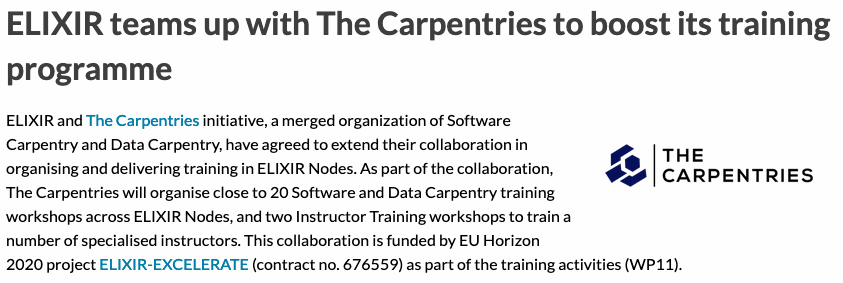 ELIXIR teams up with The Carpentries to boost its training
programme
ELIXIR and The Carpentries initiative, a merged organization of Software
Carpentry and Data Carpentry, have agreed to extend their collaboration in
organising and delivering training in ELIXIR Nodes. As part of the collaboration,
The Carpentries will organise close to 20 Software and Data Carpentry training
workshops across ELIXIR Nodes, and two Instructor Training workshops to train a
number of specialised instructors. This collaboration is funded by EU Horizon
2020 project ELIXIR-EXCELERATE (contract no. 676559) as part of the training activities (WP11).
THE
CARPENTRIES